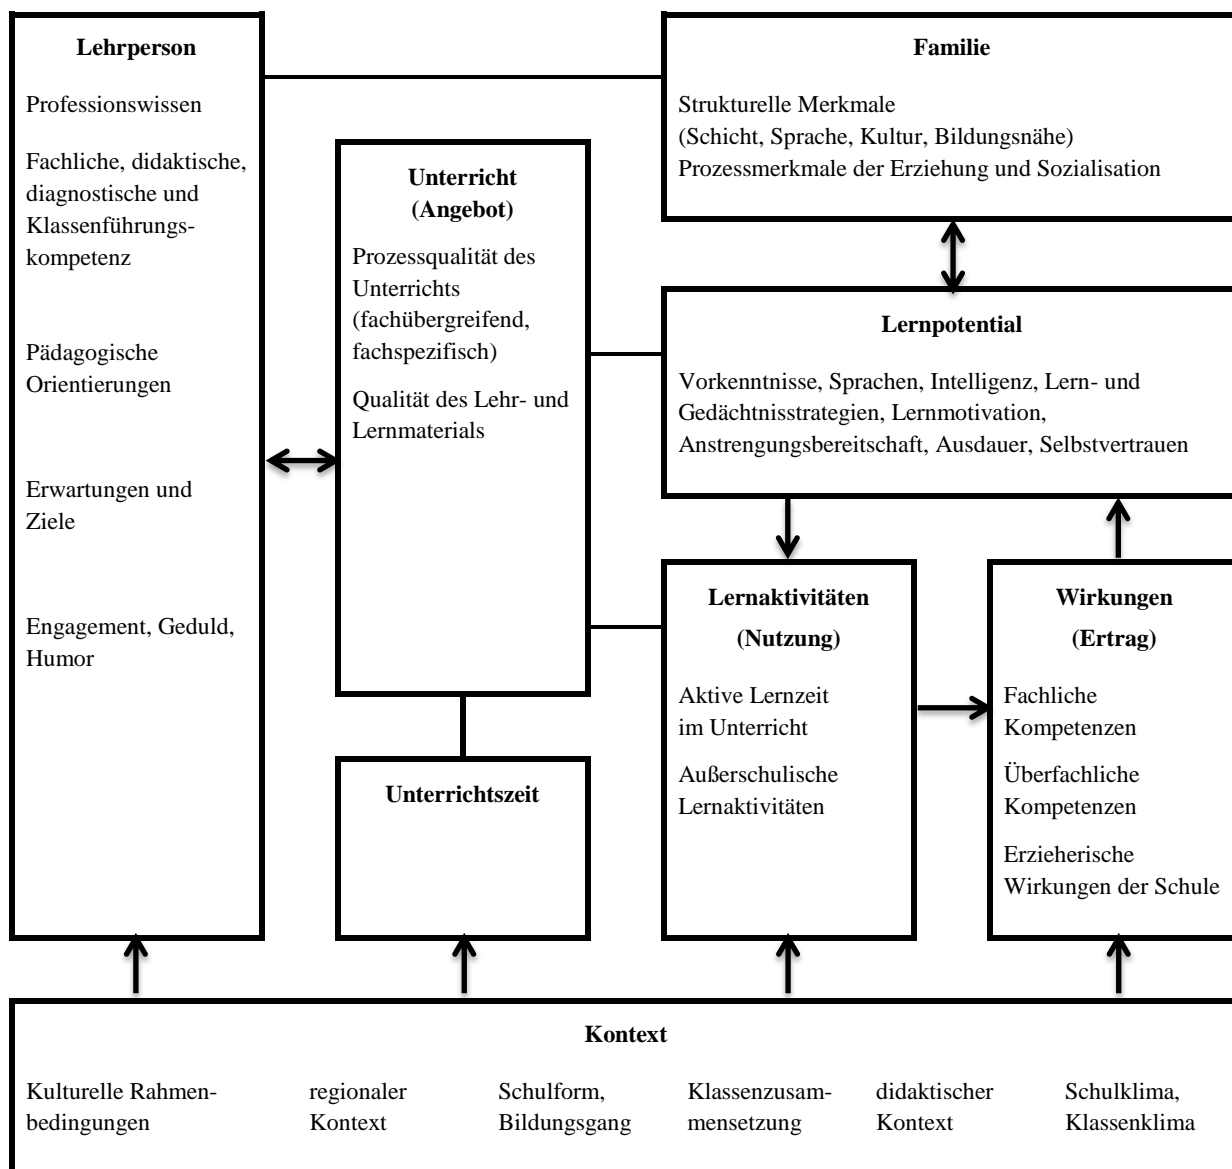 Lehrperson
Professionswissen
Fachliche, didaktische,
diagnostische und
Klassenführungs-
kompetenz
Pädagogische
Orientierungen
Erwartungen und
Ziele
Engagement, Geduld,
Humor
Unterricht
(Angebot)
Prozessqualität des
Unterrichts
(fachübergreifend,
fachspezifisch)
Qualität des Lehr- und
Lernmaterials
Unterrichtszeit
Familie
Strukturelle Merkmale
(Schicht, Sprache, Kultur, Bildungsnähe)
Prozessmerkmale der Erziehung und Sozialisation
Lernpotential
Vorkenntnisse, Sprachen, Intelligenz, Lern- und
Gedächtnisstrategien, Lernmotivation,
Anstrengungsbereitschaft, Ausdauer, Selbstvertrauen
Lernaktivitäten
(Nutzung)
Aktive Lernzeit
im Unterricht
Außerschulische
Lernaktivitäten
Wirkungen
(Ertrag)
Fachliche
Kompetenzen
Überfachliche
Kompetenzen
Erzieherische
Wirkungen der Schule
Kontext
Kulturelle Rahmen-
bedingungen
regionaler
Kontext
Schulform,
Bildungsgang
Klassenzusam-
mensetzung
didaktischer
Kontext
Schulklima,
Klassenklima